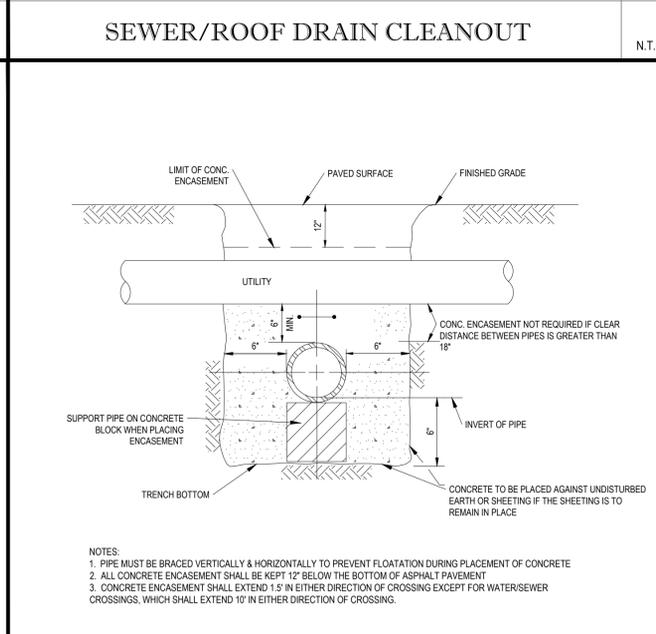 SEWER/ROOF DRAIN CLEANOUT
N.T.
LIMIT OF CONC.
ENCASEMENT
PAVED SURFACE
FINISHED GRADE
12"
UTILITY
6"
MIN.
CONC. ENCASEMENT NOT REQUIRED IF CLEAR
DISTANCE BETWEEN PIPES IS GREATER THAN
18"
6"
6"
SUPPORT PIPE ON CONCRETE
BLOCK WHEN PLACING
ENCASEMENT
INVERT OF PIPE
6"
TRENCH BOTTOM
CONCRETE TO BE PLACED AGAINST UNDISTURBED
EARTH OR SHEETING IF THE SHEETING IS TO
REMAIN IN PLACE
NOTES:
1. PIPE MUST BE BRACED VERTICALLY & HORIZONTALLY TO PREVENT FLOATATION DURING PLACEMENT OF CONCRETE
2. ALL CONCRETE ENCASEMENT SHALL BE KEPT 12" BELOW THE BOTTOM OF ASPHALT PAVEMENT
3. CONCRETE ENCASEMENT SHALL EXTEND 1.5' IN EITHER DIRECTION OF CROSSING EXCEPT FOR WATER/SEWER
CROSSINGS, WHICH SHALL EXTEND 10' IN EITHER DIRECTION OF CROSSING.